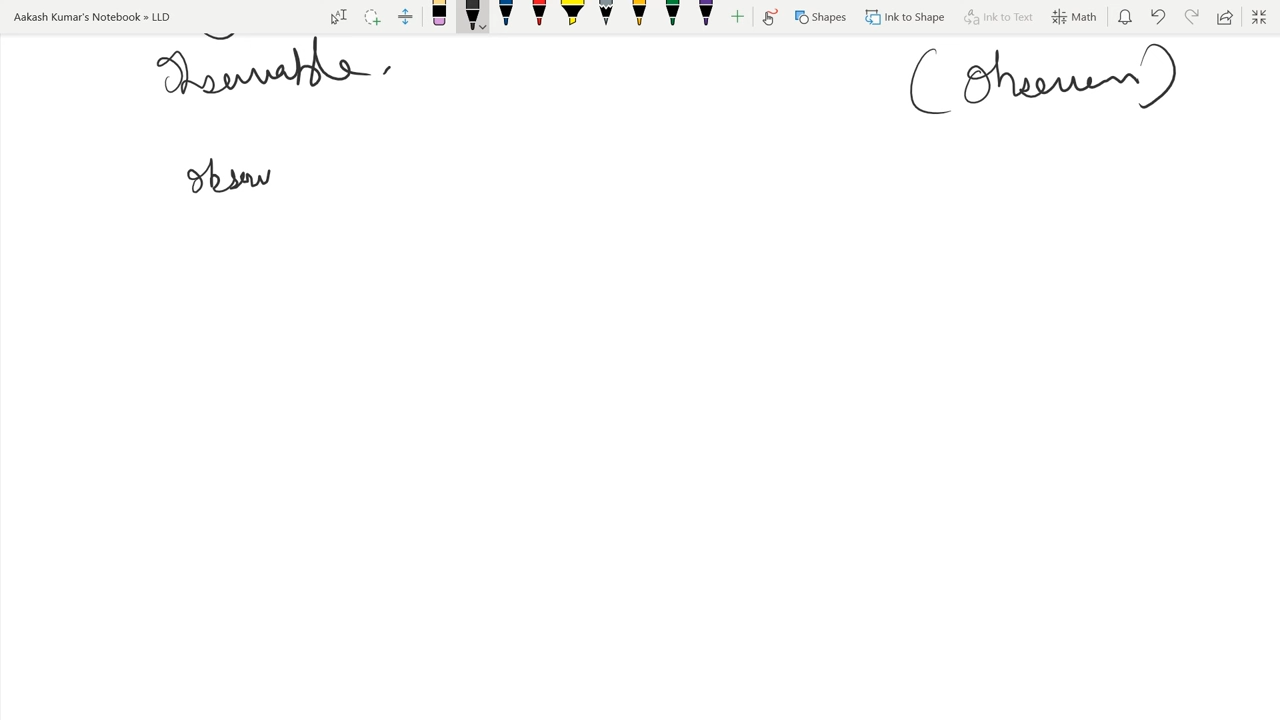 Aakash Kumar's Notebook » LLD
Shapes
Ink to Shape
Ink to Text
Math
Observable.
(Observer)
observ